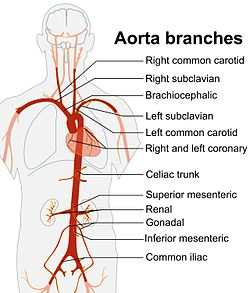 Aorta branches
Right common carotid
Right subclavian
Brachiocephalic
Left subclavian
Left common carotid
Right and left coronary
Celiac trunk
Superior mesenteric
Renal
Gonadal
Inferior mesenteric
Common iliac